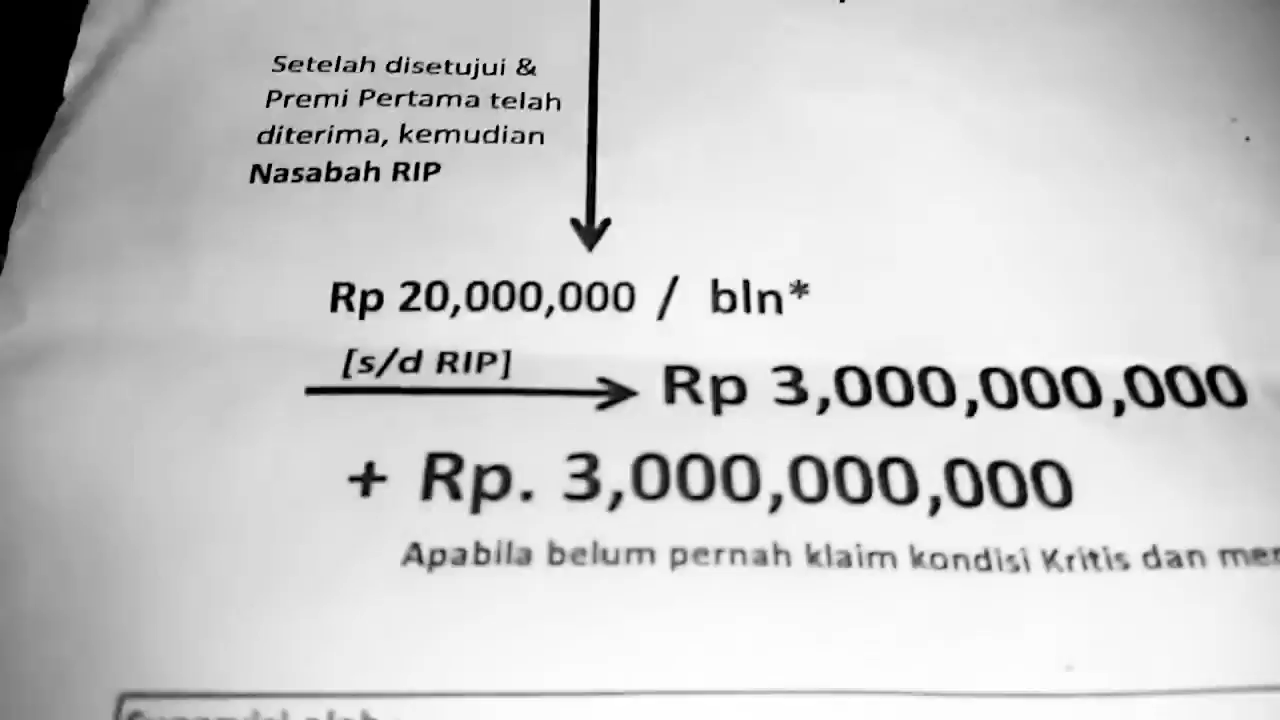 Setelah disetujui &
Premi Pertama telah
diterima, kemudian
Nasabah RIP
Rp 20,000,000 / bln*
[s/d RIP]
Rp 3,000,000,000
+ Rp. 3,000,000,000
Apabila belum pernah klaim kondisi Kritis dan